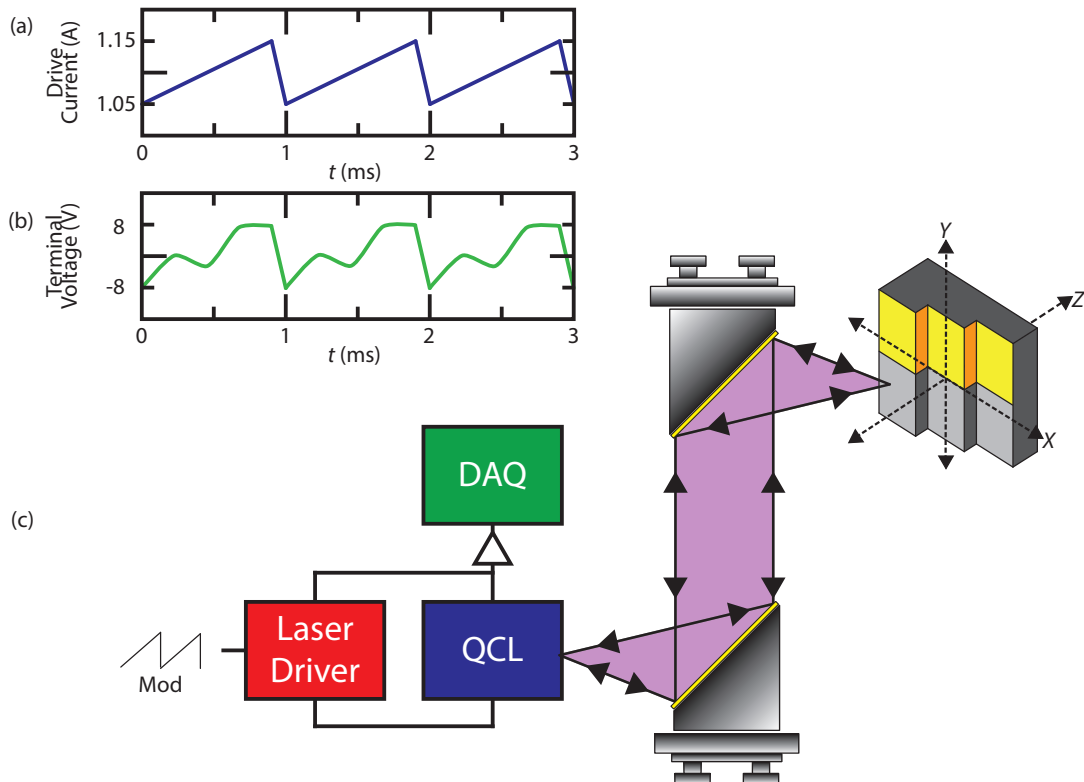 (a)
Drive
Current (A)
1.15
1.05
0
1
2
3
t (ms)
(b)
Terminal
Voltage (V)
8
-8
0
1
2
3
t (ms)
Y
Z
X
DAQ
(c)
Laser
Driver
QCL
Mod